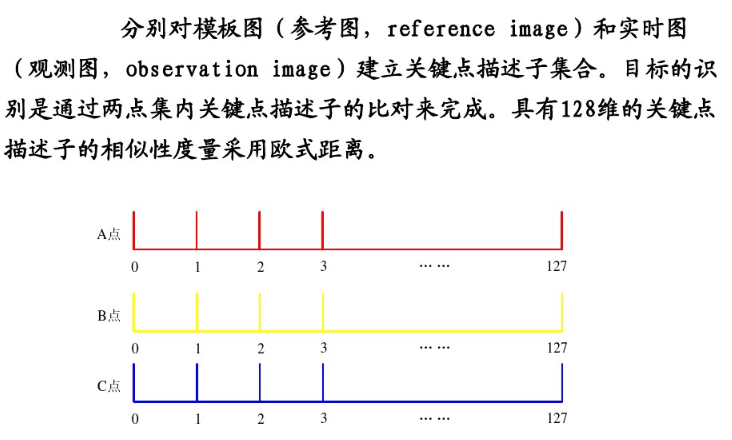 分别对模板图（参考图，reference image）和实时图
（观测图，observation image）建立关键点描述子集合。目标的识
别是通过两点集内关键点描述子的比对来完成。具有128维的关键点
描述子的相似性度量采用欧式距离。
A点
0 1 2 3 …… 127
B点
0 1 2 3 …… 127
C点
0 1 2 3 …… 127